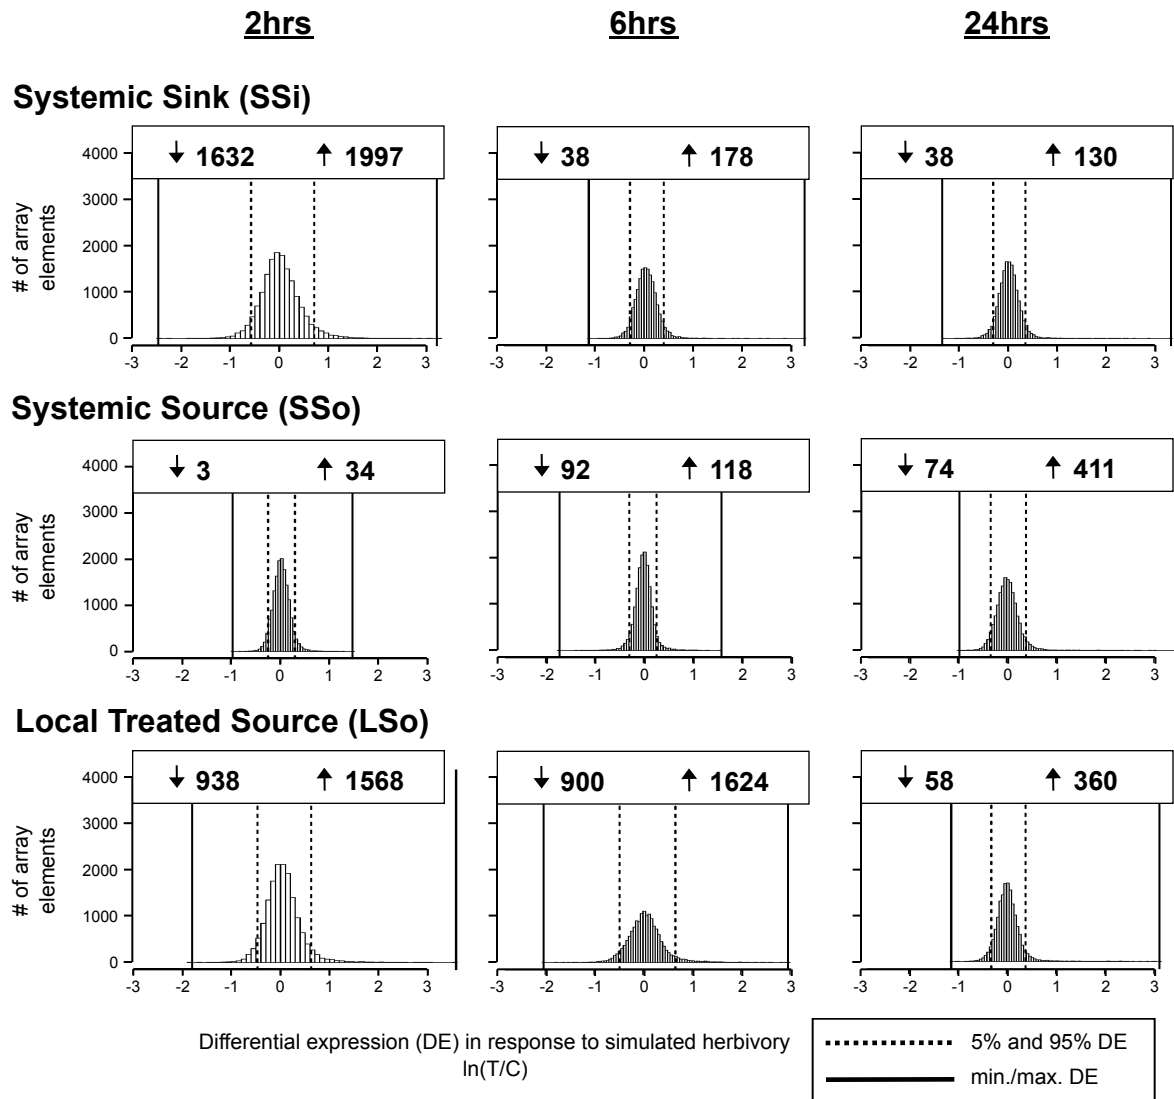 2hrs 6hrs 24hrs
Systemic Sink (SSi)
↓ 1632 ↑ 1997 ↓ 38 ↑ 178 ↓ 38 ↑ 130
# of array elements
4000
3000
2000
1000
0
-3 -2 -1 0 1 2 3 -3 -2 -1 0 1 2 3 -3 -2 -1 0 1 2 3
Systemic Source (SSo)
↓ 3 ↑ 34 ↓ 92 ↑ 118 ↓ 74 ↑ 411
# of array elements
4000
3000
2000
1000
0
-3 -2 -1 0 1 2 3 -3 -2 -1 0 1 2 3 -3 -2 -1 0 1 2 3
Local Treated Source (LSo)
↓ 938 ↑ 1568 ↓ 900 ↑ 1624 ↓ 58 ↑ 360
# of array elements
4000
3000
2000
1000
0
-3 -2 -1 0 1 2 3 -3 -2 -1 0 1 2 3 -3 -2 -1 0 1 2 3
Differential expression (DE) in response to simulated herbivory
ln(T/C)
5% and 95% DE
min./max. DE